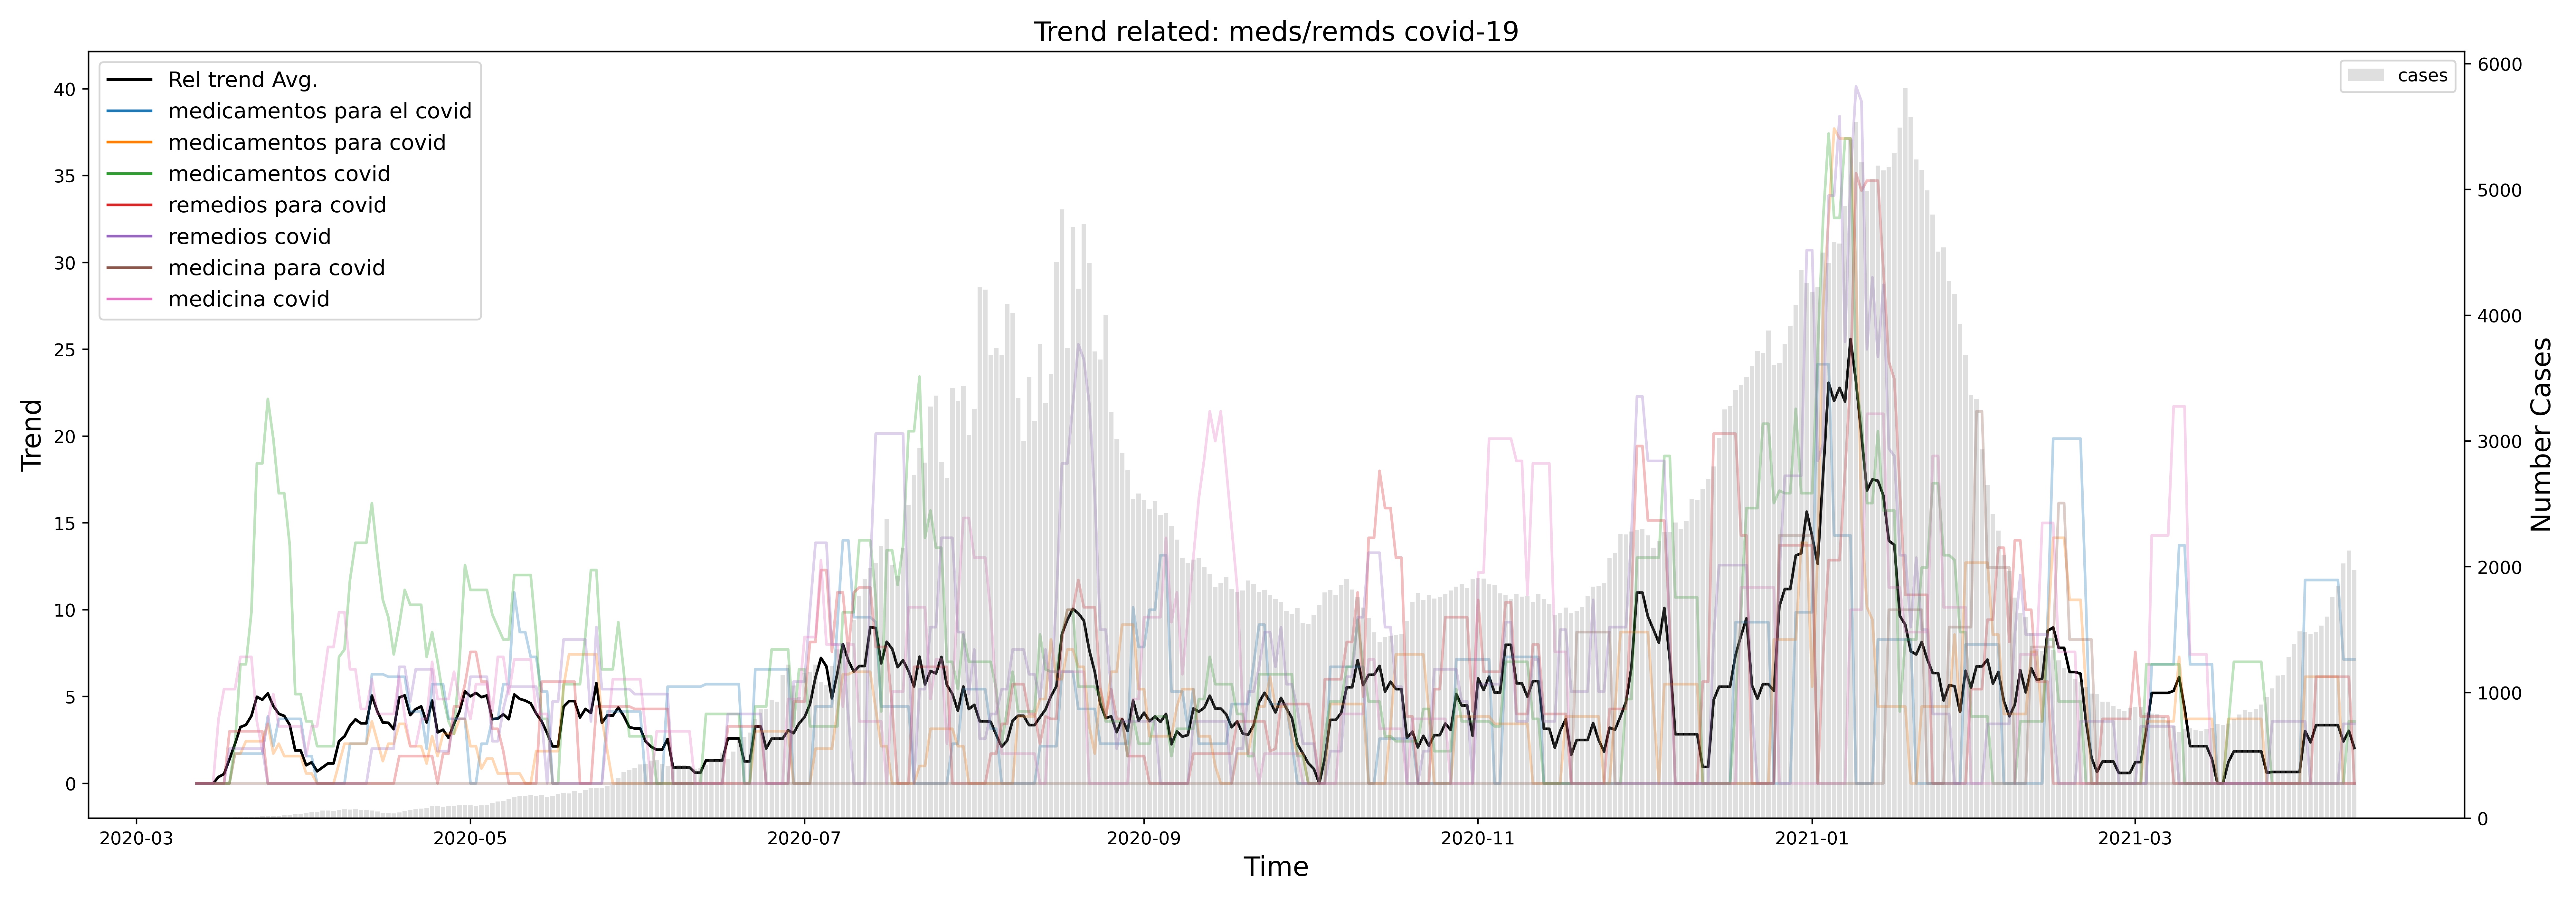 Trend related: meds/remds covid-19
Rel trend Avg.
medicamentos para el covid
medicamentos para covid
medicamentos covid
remedios para covid
remedios covid
medicina para covid
medicina covid
cases
40
35
30
25
20
15
10
5
0
Trend
6000
5000
4000
3000
2000
1000
0
Number Cases
2020-03
2020-05
2020-07
2020-09
2020-11
2021-01
2021-03
Time